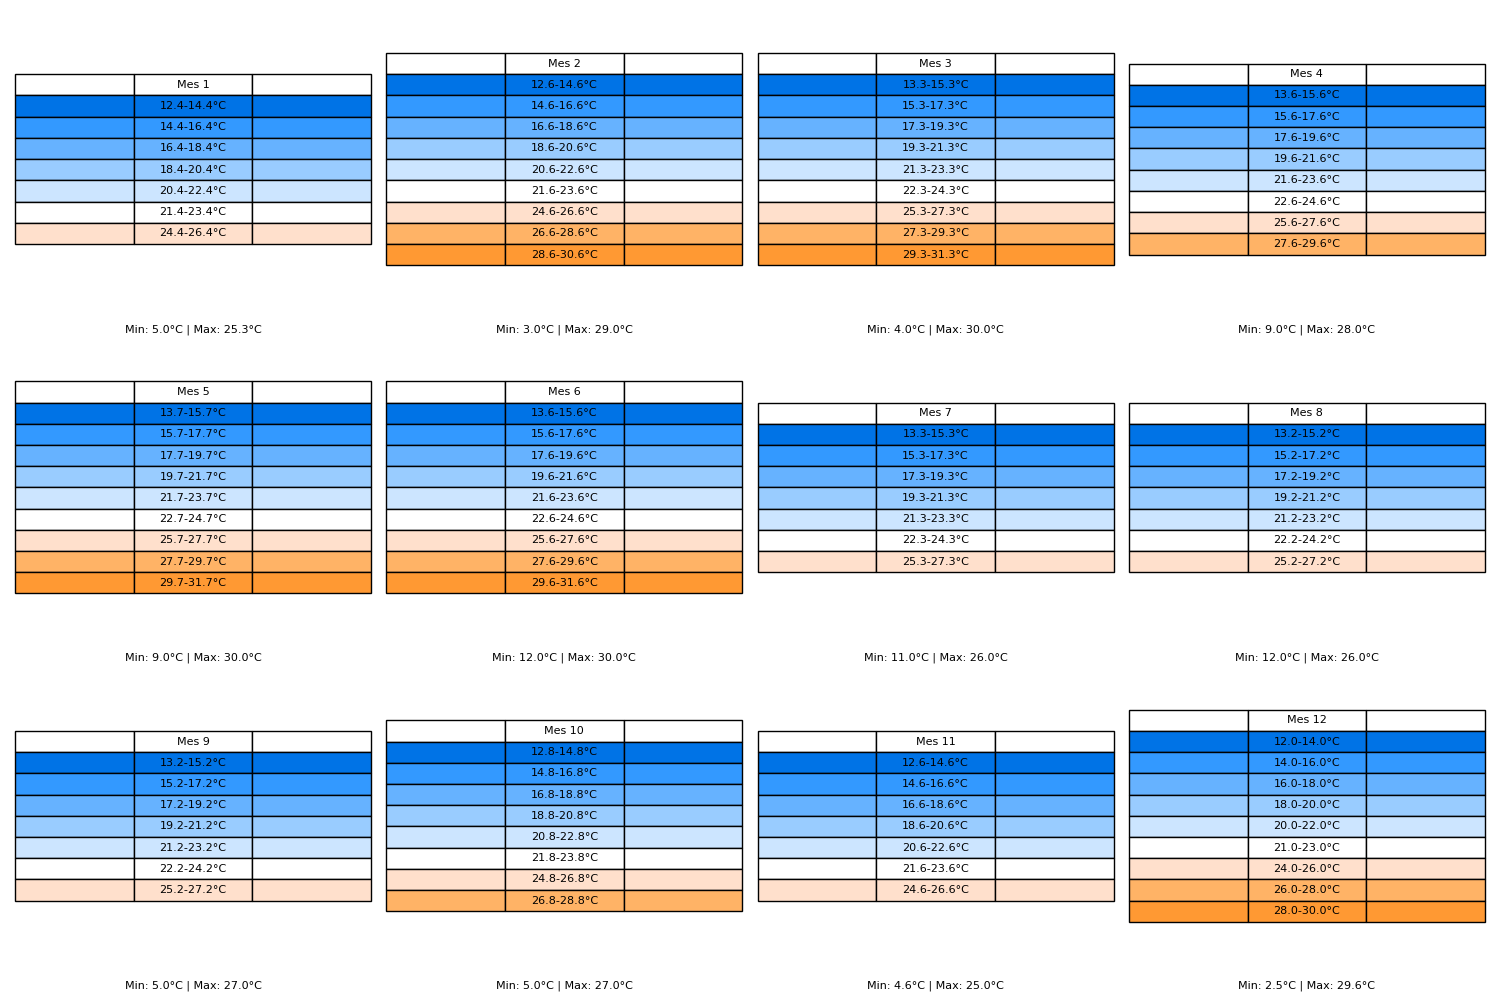 Mes 1
12.4-14.4°C
14.4-16.4°C
16.4-18.4°C
18.4-20.4°C
20.4-22.4°C
21.4-23.4°C
24.4-26.4°C
Min: 5.0°C | Max: 25.3°C
Mes 2
12.6-14.6°C
14.6-16.6°C
16.6-18.6°C
18.6-20.6°C
20.6-22.6°C
21.6-23.6°C
24.6-26.6°C
26.6-28.6°C
28.6-30.6°C
Min: 3.0°C | Max: 29.0°C
Mes 3
13.3-15.3°C
15.3-17.3°C
17.3-19.3°C
19.3-21.3°C
21.3-23.3°C
22.3-24.3°C
25.3-27.3°C
27.3-29.3°C
29.3-31.3°C
Min: 4.0°C | Max: 30.0°C
Mes 4
13.6-15.6°C
15.6-17.6°C
17.6-19.6°C
19.6-21.6°C
21.6-23.6°C
22.6-24.6°C
25.6-27.6°C
27.6-29.6°C
Min: 9.0°C | Max: 28.0°C
Mes 5
13.7-15.7°C
15.7-17.7°C
17.7-19.7°C
19.7-21.7°C
21.7-23.7°C
22.7-24.7°C
25.7-27.7°C
27.7-29.7°C
29.7-31.7°C
Min: 9.0°C | Max: 30.0°C
Mes 6
13.6-15.6°C
15.6-17.6°C
17.6-19.6°C
19.6-21.6°C
21.6-23.6°C
22.6-24.6°C
25.6-27.6°C
27.6-29.6°C
29.6-31.6°C
Min: 12.0°C | Max: 30.0°C
Mes 7
13.3-15.3°C
15.3-17.3°C
17.3-19.3°C
19.3-21.3°C
21.3-23.3°C
22.3-24.3°C
25.3-27.3°C
Min: 11.0°C | Max: 26.0°C
Mes 8
13.2-15.2°C
15.2-17.2°C
17.2-19.2°C
19.2-21.2°C
21.2-23.2°C
22.2-24.2°C
25.2-27.2°C
Min: 12.0°C | Max: 26.0°C
Mes 9
13.2-15.2°C
15.2-17.2°C
17.2-19.2°C
19.2-21.2°C
21.2-23.2°C
22.2-24.2°C
25.2-27.2°C
Min: 5.0°C | Max: 27.0°C
Mes 10
12.8-14.8°C
14.8-16.8°C
16.8-18.8°C
18.8-20.8°C
20.8-22.8°C
21.8-23.8°C
24.8-26.8°C
26.8-28.8°C
Min: 5.0°C | Max: 27.0°C
Mes 11
12.6-14.6°C
14.6-16.6°C
16.6-18.6°C
18.6-20.6°C
20.6-22.6°C
21.6-23.6°C
24.6-26.6°C
Min: 4.6°C | Max: 25.0°C
Mes 12
12.0-14.0°C
14.0-16.0°C
16.0-18.0°C
18.0-20.0°C
20.0-22.0°C
21.0-23.0°C
24.0-26.0°C
26.0-28.0°C
28.0-30.0°C
Min: 2.5°C | Max: 29.6°C